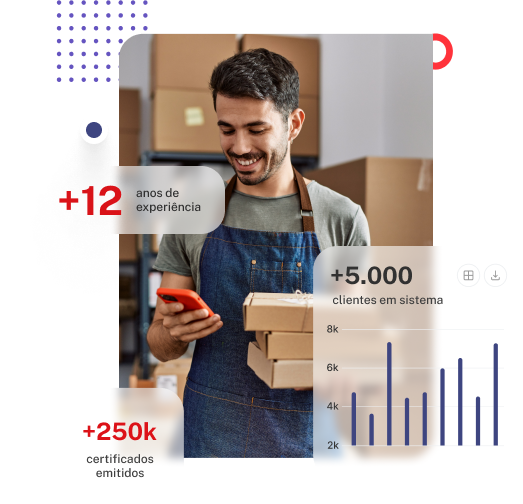 +12
anos de
experiência
+5.000
clientes em sistema
8k
6k
4k
2k
+250k
certificados
emitidos